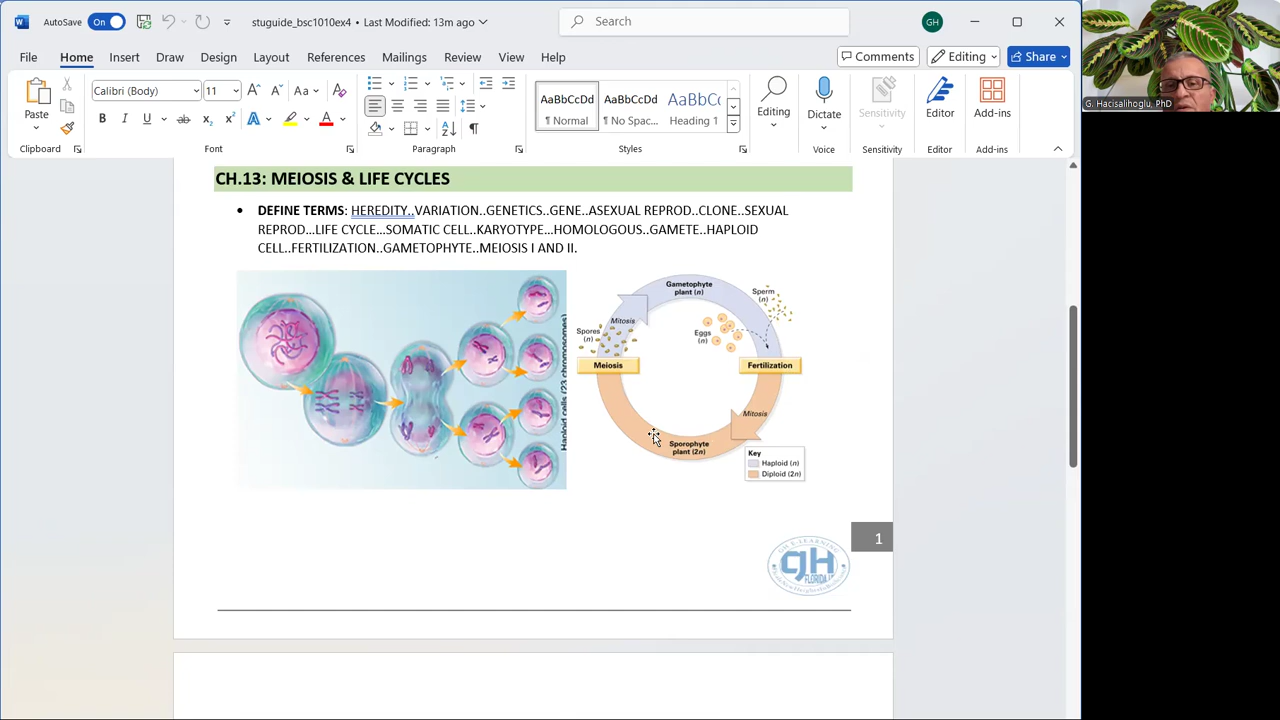 AutoSave On stuguide_bsc1010ex4 • Last Modified: 13m ago Search GH
File Home Insert Draw Design Layout References Mailings Review View Help Comments Editing Share
Paste Calibri (Body) 11 Aa AaBbCcDd AaBbCcDd AaBbCc Editing Dictate Sensitivity Editor Add-ins
¶ Normal ¶ No Spac... Heading 1
Clipboard Font Paragraph Styles Voice Sensitivity Editor Add-ins
G. Hacisalihoglu, PhD
CH.13: MEIOSIS & LIFE CYCLES
• DEFINE TERMS: HEREDITY..VARIATION..GENETICS..GENE..ASEXUAL REPROD..CLONE..SEXUAL
REPROD...LIFE CYCLE...SOMATIC CELL..KARYOTYPE...HOMOLOGOUS..GAMETE..HAPLOID
CELL..FERTILIZATION..GAMETOPHYTE..MEIOSIS I AND II.
Haploid cells (23 chromosomes)
Gametophyte
plant (n)
Sperm
(n)
Mitosis
Spores
(n)
Eggs
(n)
Meiosis
Fertilization
Mitosis
Sporophyte
plant (2n)
Key
Haploid (n)
Diploid (2n)
1
gH
FLORIDA